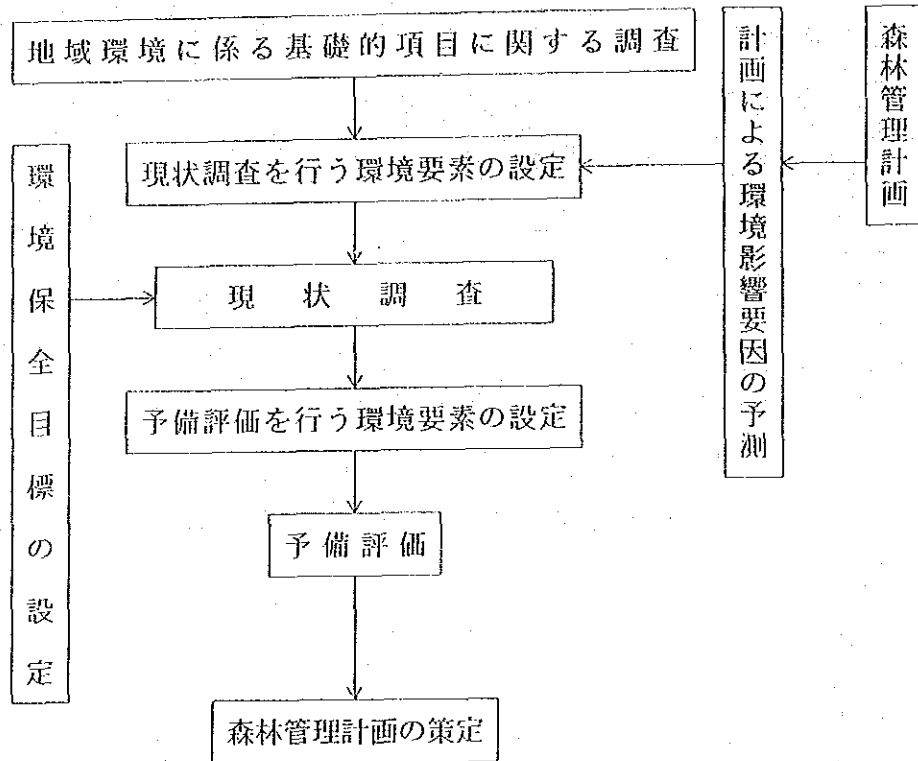 地域環境に係る基礎的項目に関する調査
現状調査を行う環境要素の設定
現状調査
予備評価を行う環境要素の設定
予備評価
森林管理計画の策定
環境保全目標の設定
計画による環境影響要因の予測
森林管理計画